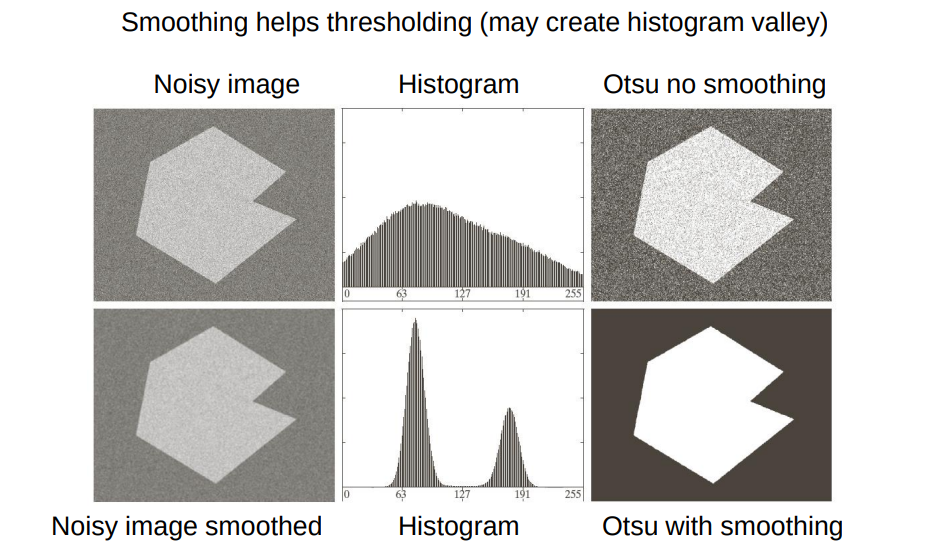 Smoothing helps thresholding (may create histogram valley)
Noisy image
Histogram
Otsu no smoothing
0 63 127 191 255
0 63 127 191 255
Noisy image smoothed
Histogram
Otsu with smoothing